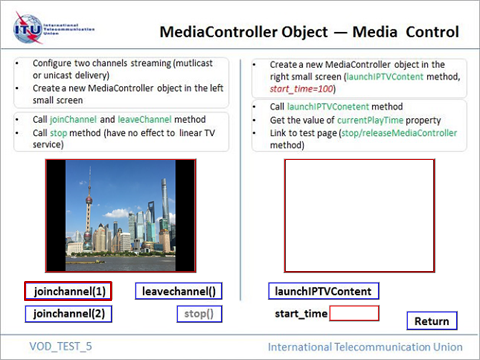 ITU
International
Telecommunication
Union
MediaController Object — Media Control
• Configure two channels streaming (mutlicast
or unicast delivery)
• Create a new MediaController object in the left
small screen
• Call joinChannel and leaveChannel method
• Call stop method (have no effect to linear TV
service)
joinchannel(1)
leavechannel()
joinchannel(2)
stop()
• Create a new MediaController object in the
right small screen (launchIPTVContent method,
start_time=100)
• Call launchIPTVConetent method
• Get the value of currentPlayTime property
• Link to test page (stop/releaseMediaController
method)
launchIPTVContent
start_time
Return
VOD_TEST_5
International Telecommunication Union